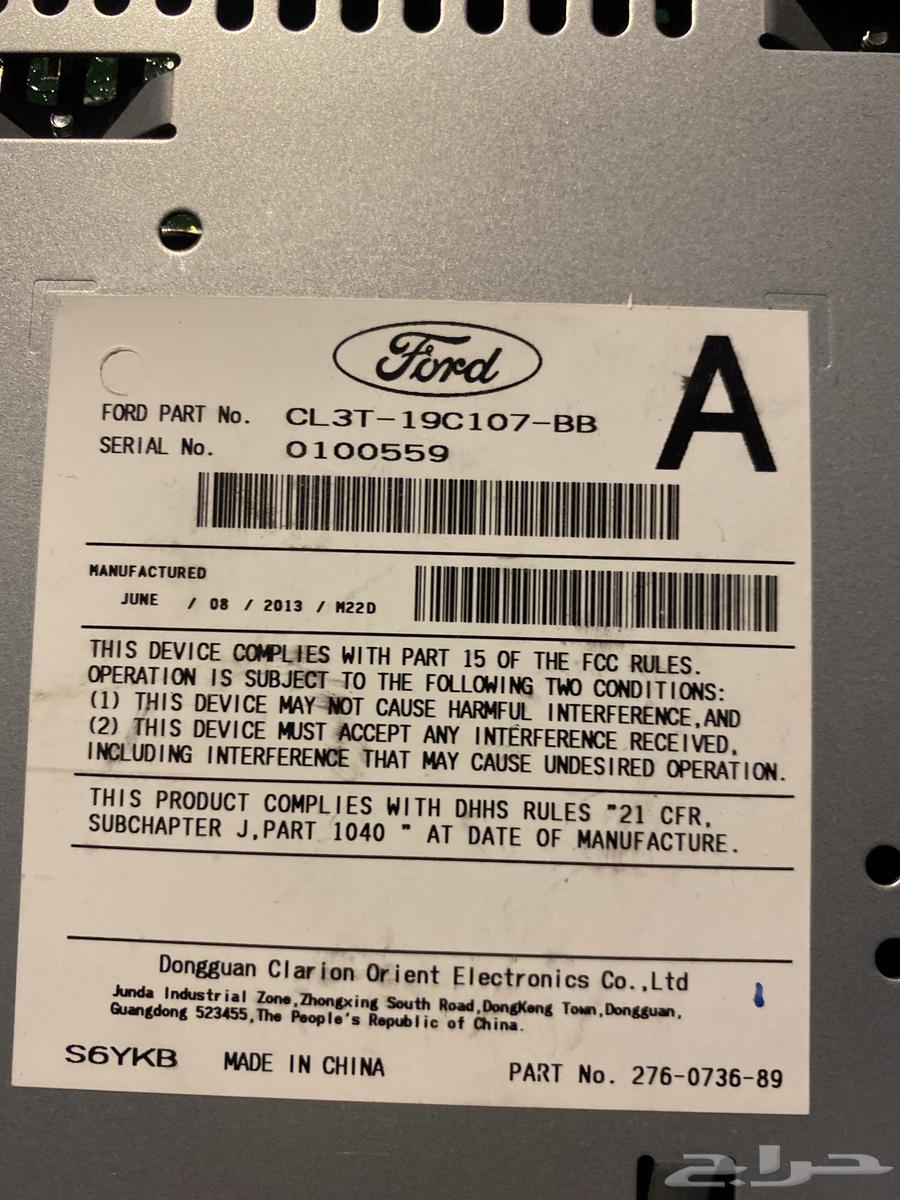 Ford
A
FORD PART No. CL3T-19C107-BB
SERIAL No. 0100559
MANUFACTURED
JUNE / 08 / 2013 / M22D
THIS DEVICE COMPLIES WITH PART 15 OF THE FCC RULES.
OPERATION IS SUBJECT TO THE FOLLOWING TWO CONDITIONS:
(1) THIS DEVICE MAY NOT CAUSE HARMFUL INTERFERENCE,AND
(2) THIS DEVICE MUST ACCEPT ANY INTERFERENCE RECEIVED,
INCLUDING INTERFERENCE THAT MAY CAUSE UNDESIRED OPERATION.
THIS PRODUCT COMPLIES WITH DHHS RULES "21 CFR,
SUBCHAPTER J,PART 1040 " AT DATE OF MANUFACTURE.
Dongguan Clarion Orient Electronics Co.,Ltd
Junda Industrial Zone,Zhongxing South Road,DongKeng Town,Dongguan,
Guangdong 523455,The People's Republic of China.
S6YKB MADE IN CHINA PART No. 276-0736-89
حراج